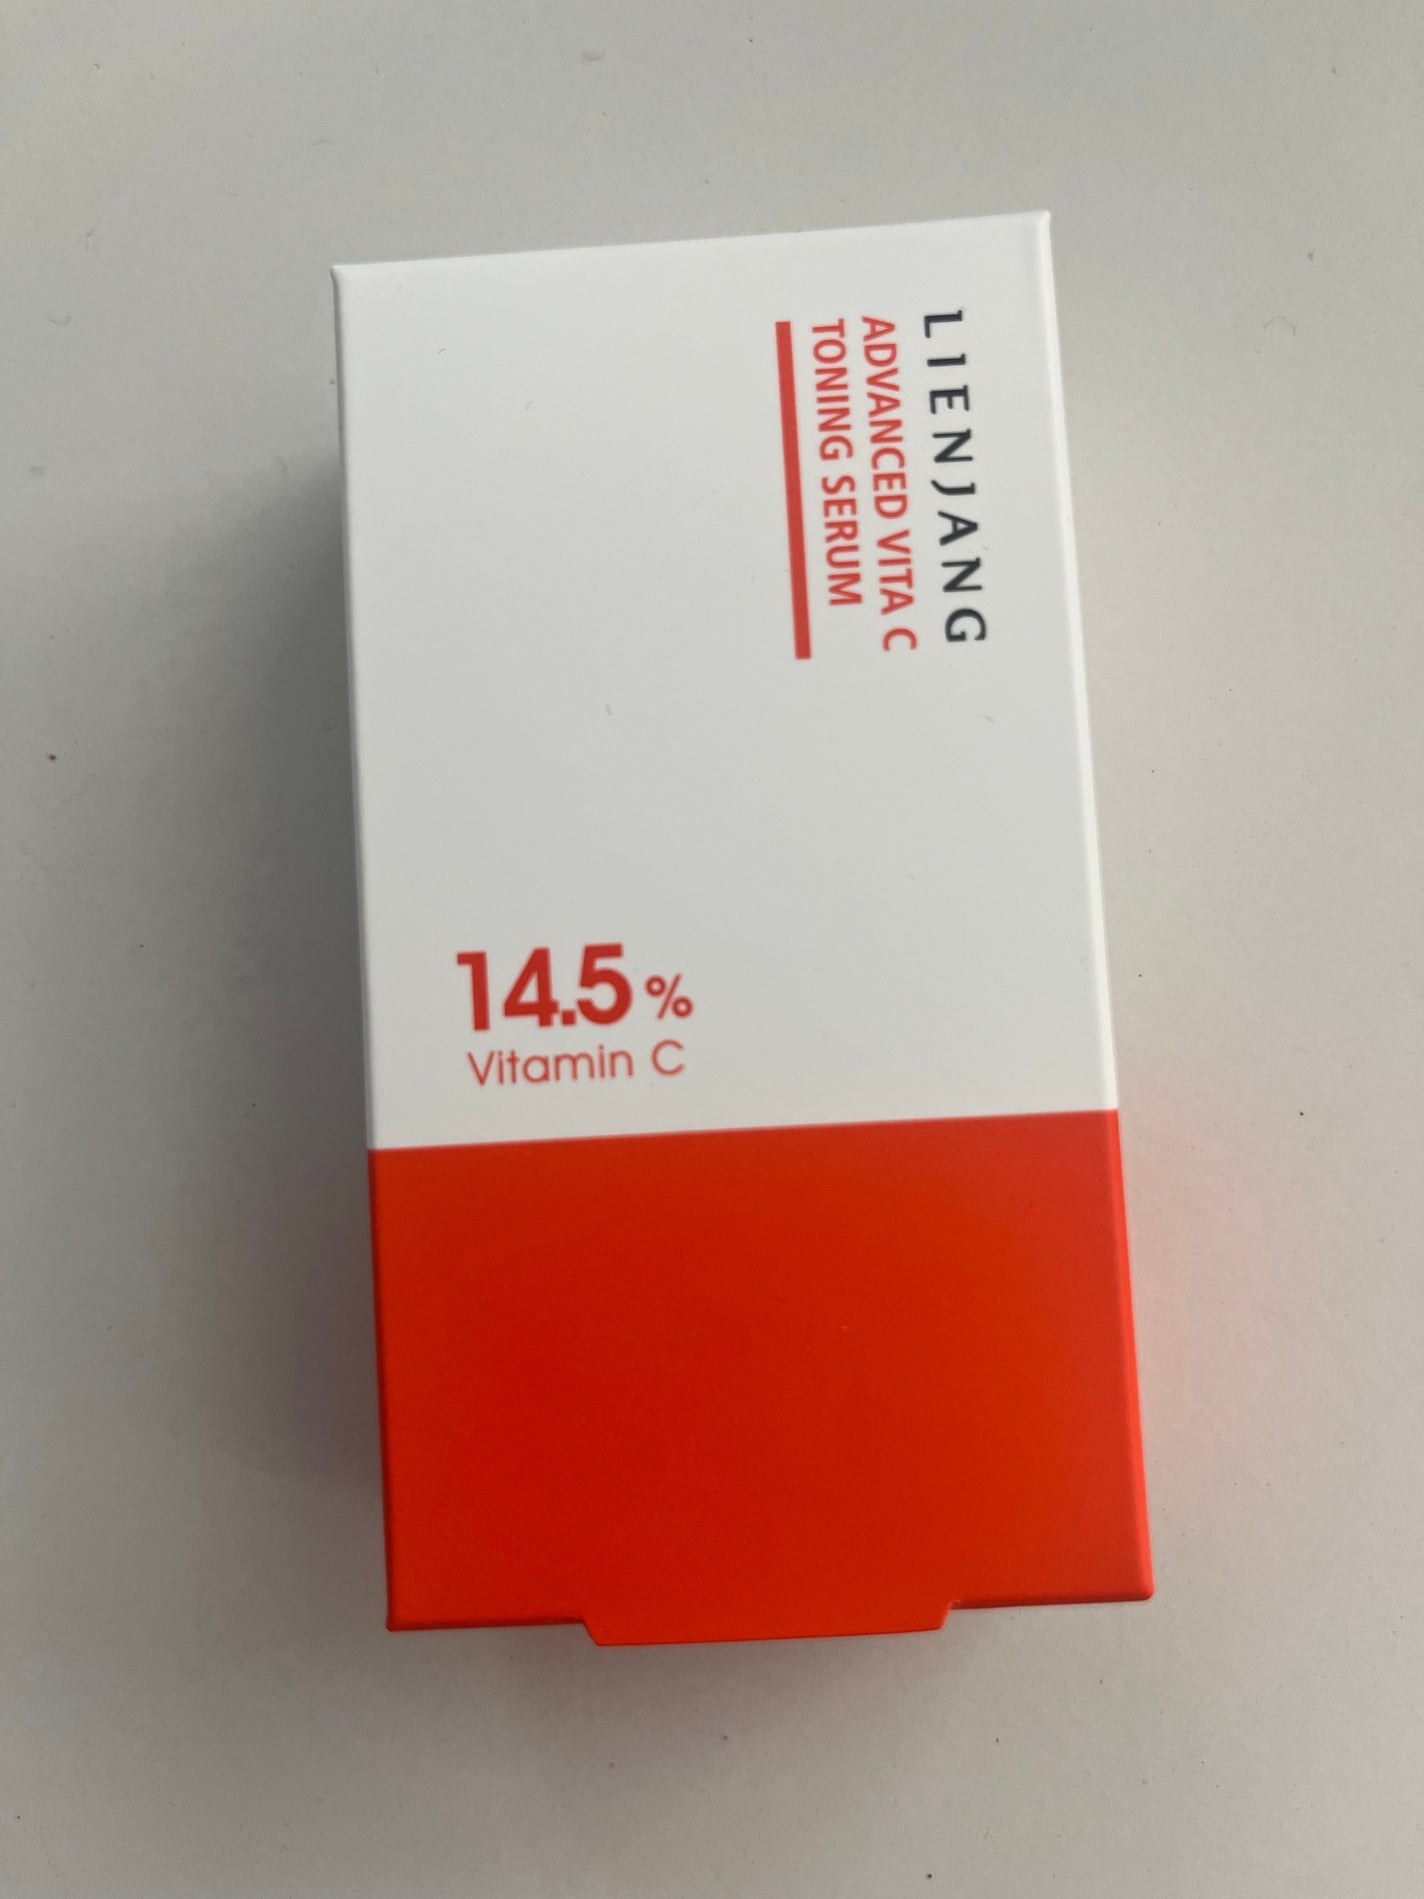 LIENJANG
ADVANCED VITA C
TONING SERUM
14.5%
Vitamin C